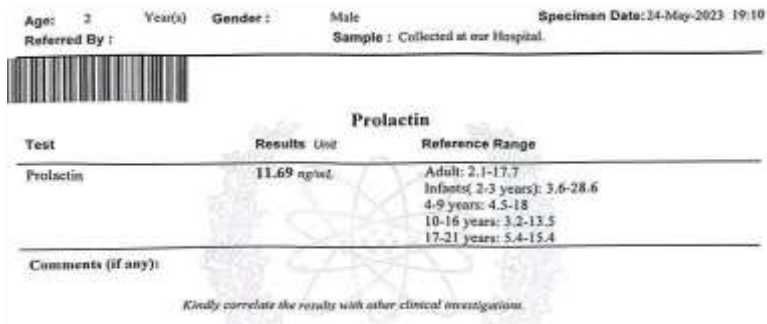 Age: 2 Year(s) Gender : Male Specimen Date: 24-May-2023 19:10
Referred By : Sample : Collected at our Hospital.
Prolactin
Test Results Unit Reference Range
Prolactin 11.69 ng/mL Adult: 2.1-17.7
Infants( 2-3 years): 3.6-28.6
4-9 years: 4.5-18
10-16 years: 3.2-13.5
17-21 years: 5.4-15.4
Comments (if any):
Kindly correlate the results with other clinical investigations.